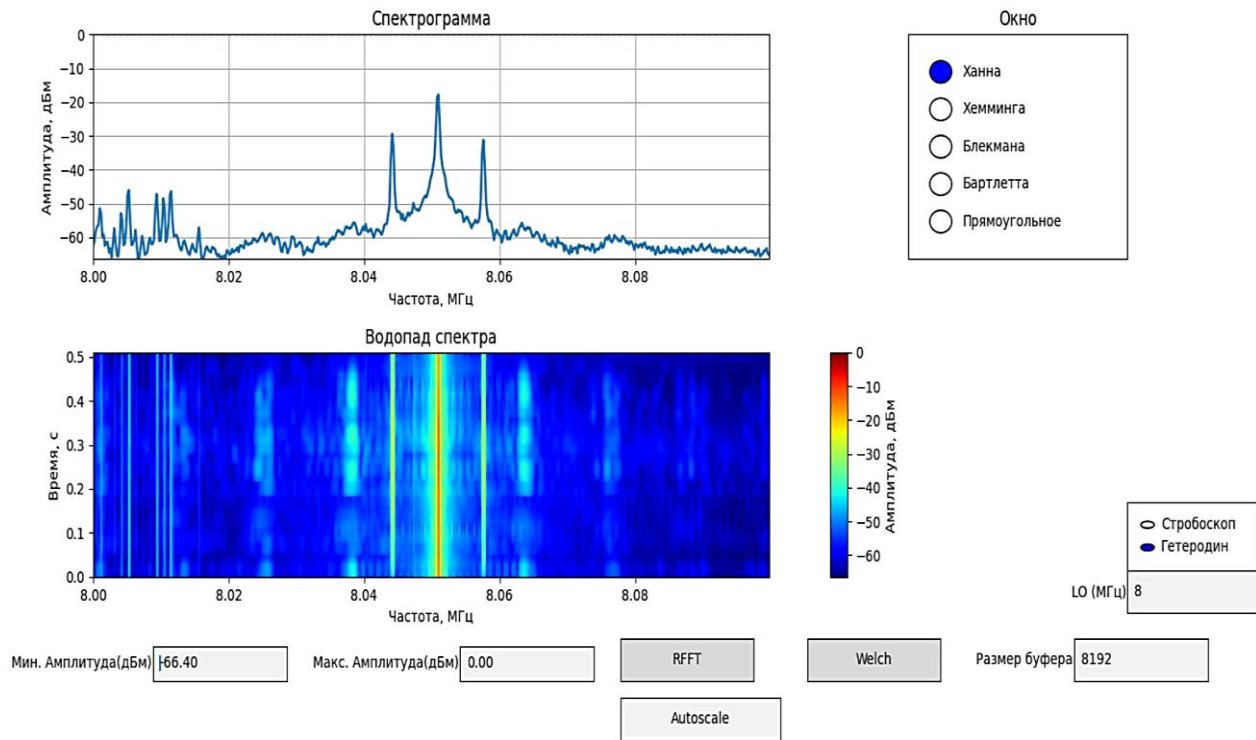 Спектрограмма
Окно
0
−10
−20
−30
−40
−50
−60
Амплитуда, дБм
8.00
8.02
8.04
8.06
8.08
Частота, МГц
Ханна
Хемминга
Блекмана
Бартлетта
Прямоугольное
Водопад спектра
0.5
0.4
0.3
0.2
0.1
0.0
Время, с
8.00
8.02
8.04
8.06
8.08
Частота, МГц
0
−10
−20
−30
−40
−50
−60
Амплитуда, дБм
Стробоскоп
Гетеродин
LO (МГц) 8
Мин. Амплитуда(дБм) -66.40
Макс. Амплитуда(дБм) 0.00
RFFT
Welch
Размер буфера 8192
Autoscale